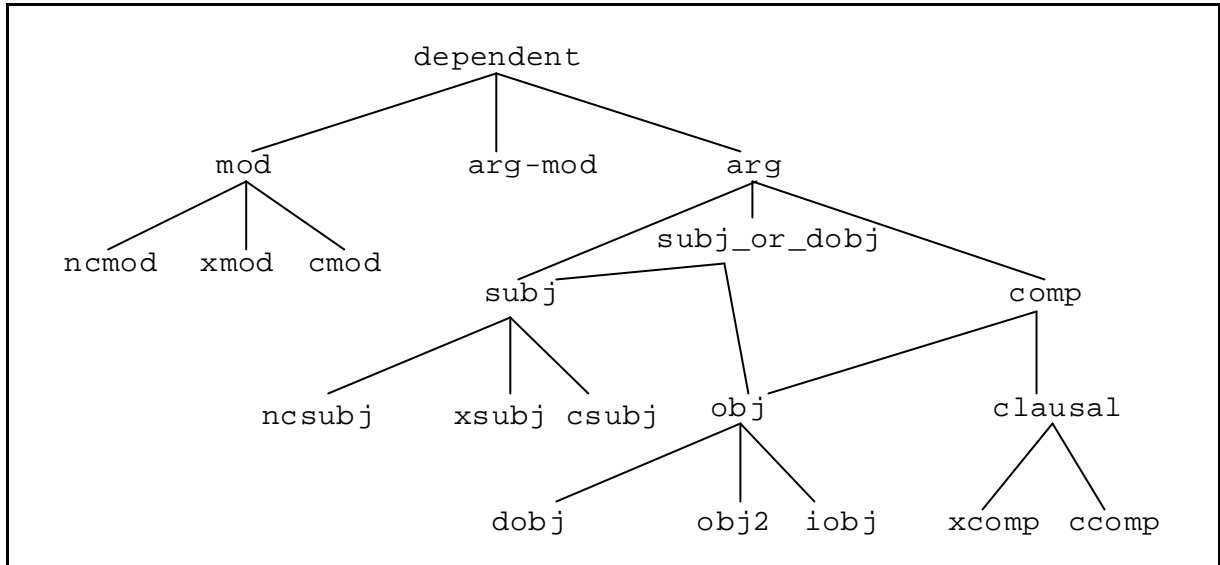 dependent
mod arg-mod arg
subj_or_dobj
ncmod xmod cmod
subj comp
ncsubj xsubj csubj obj clausal
dobj obj2 iobj xcomp ccomp